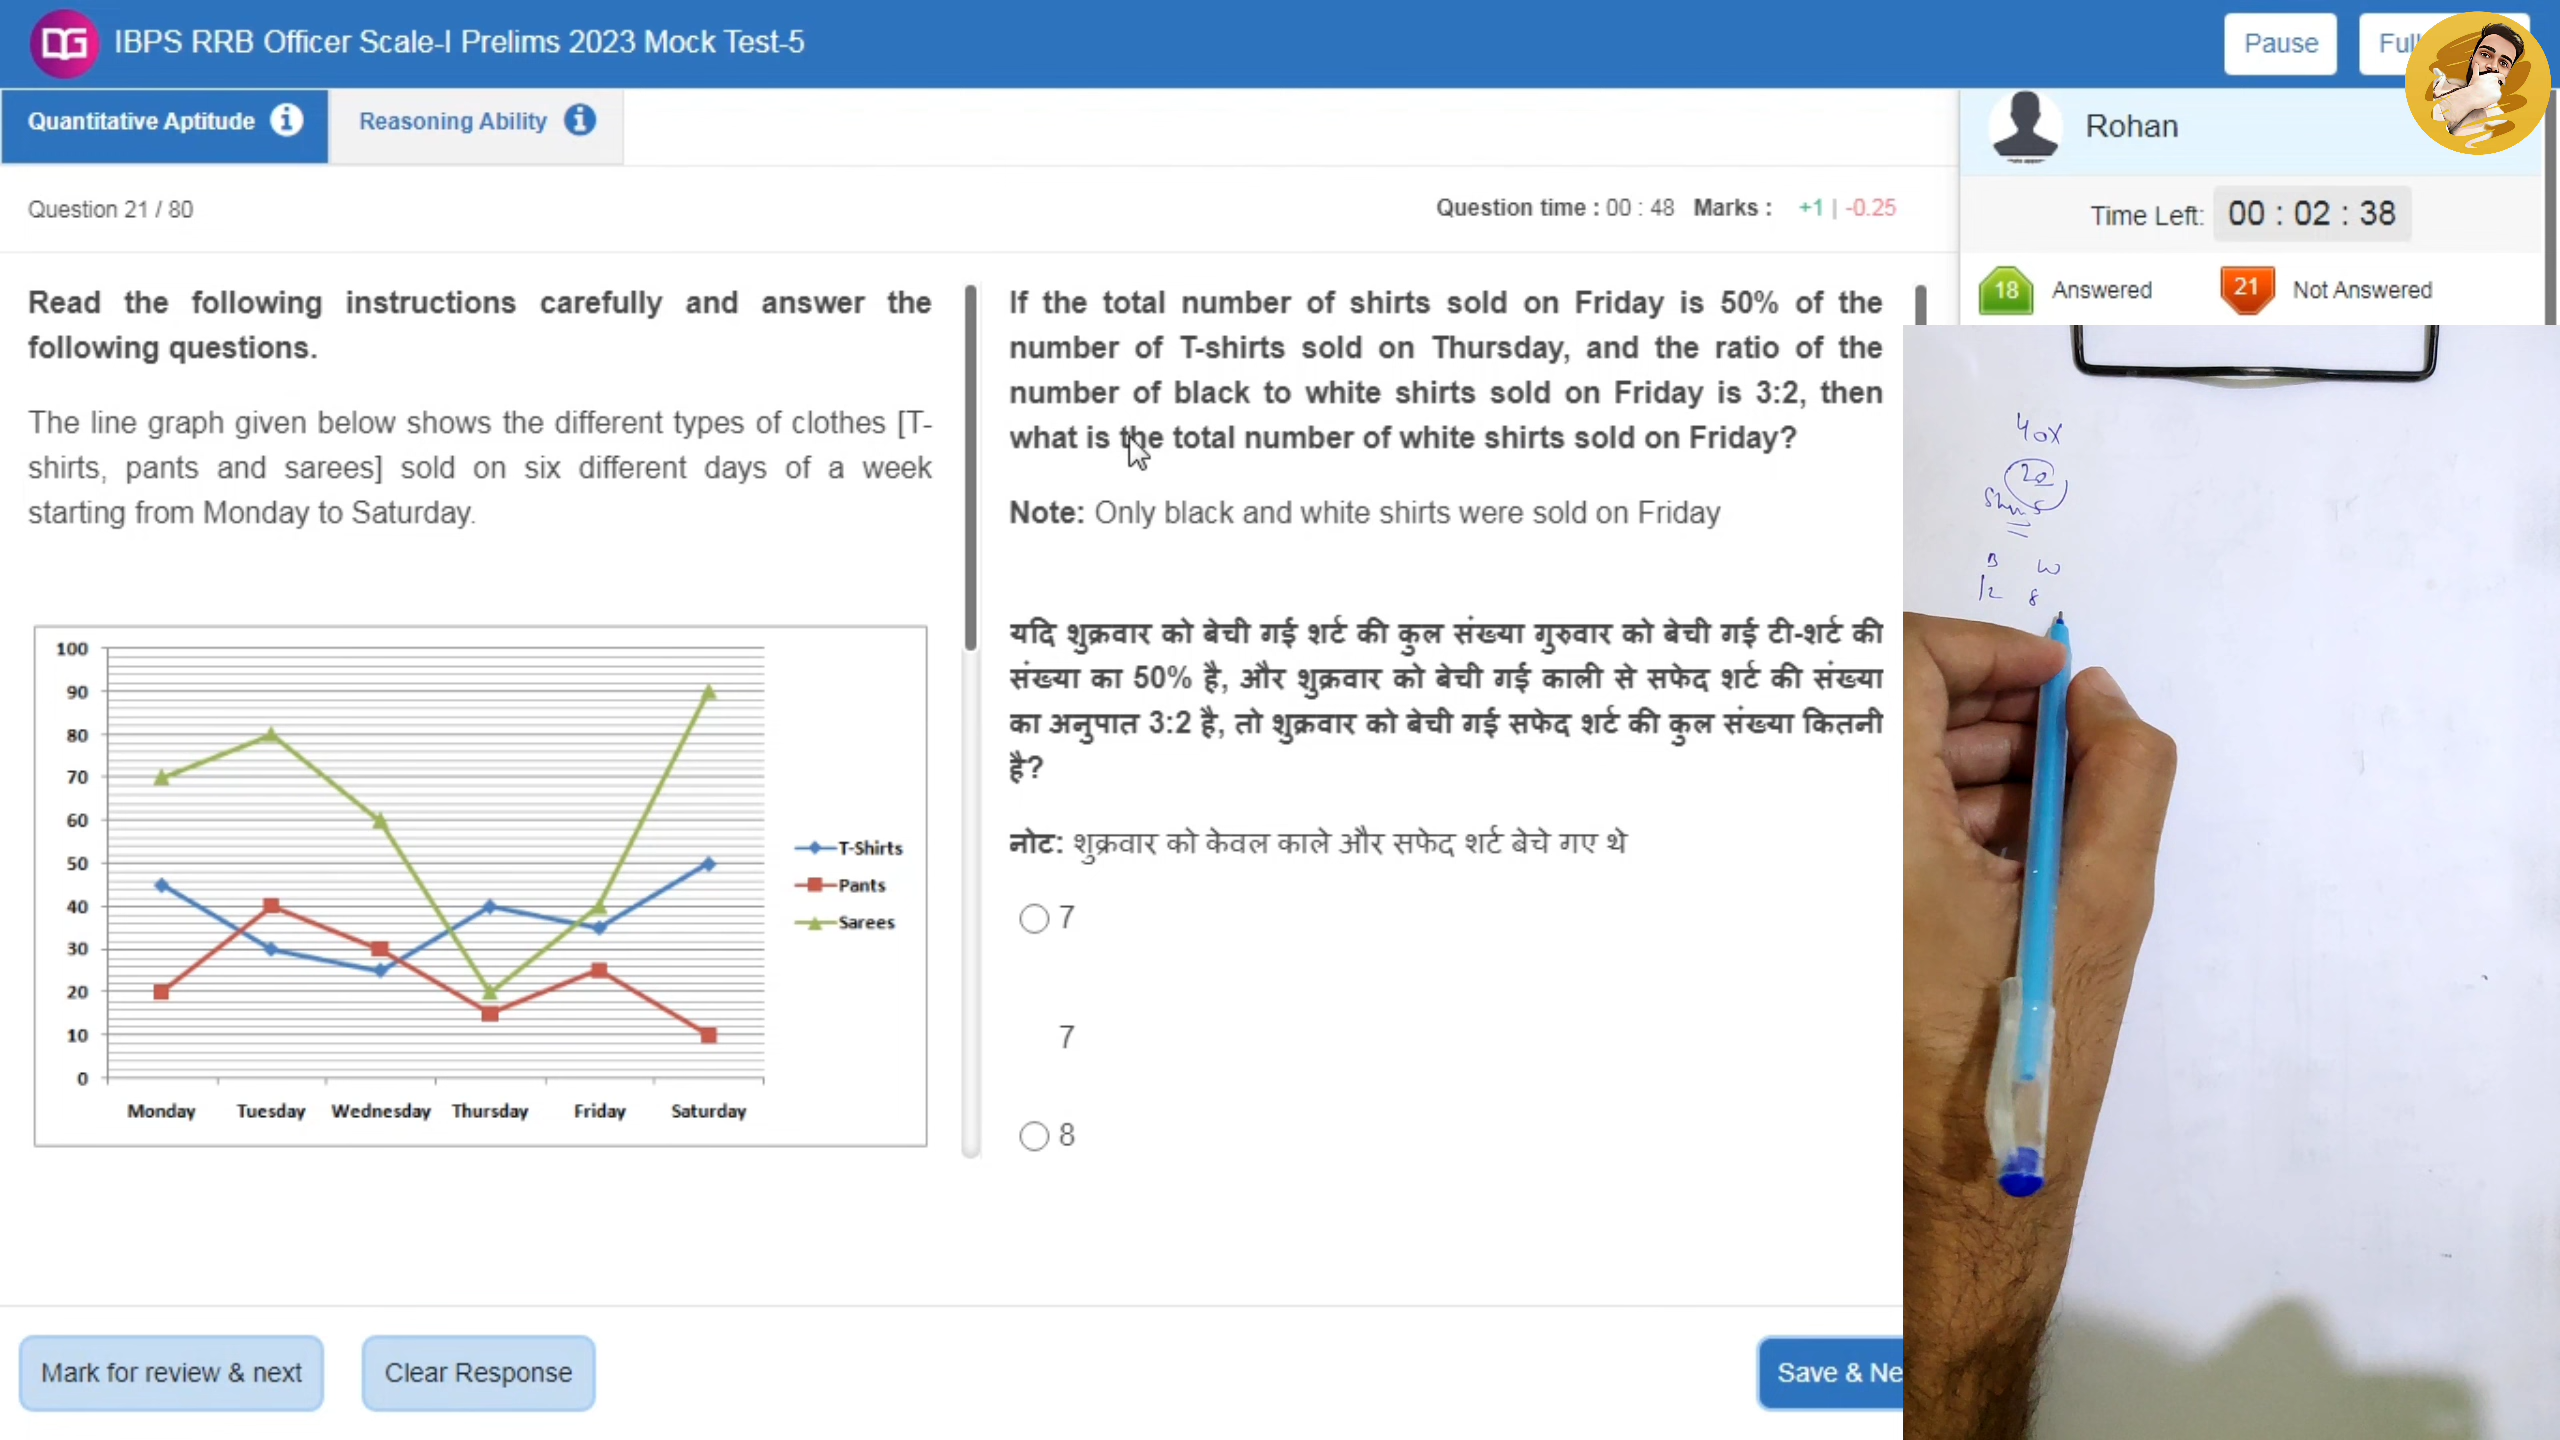 DG
IBPS RRB Officer Scale-I Prelims 2023 Mock Test-5
Pause
Full
Quantitative Aptitude i
Reasoning Ability i
Rohan
Question 21 / 80
Question time : 00 : 48 Marks : +1 | -0.25
Time Left: 00 : 02 : 38
18 Answered
21 Not Answered
Read the following instructions carefully and answer the
following questions.
The line graph given below shows the different types of clothes [T-
shirts, pants and sarees] sold on six different days of a week
starting from Monday to Saturday.
100
90
80
70
60
50
40
30
20
10
0
Monday Tuesday Wednesday Thursday Friday Saturday
T-Shirts
Pants
Sarees
If the total number of shirts sold on Friday is 50% of the
number of T-shirts sold on Thursday, and the ratio of the
number of black to white shirts sold on Friday is 3:2, then
what is the total number of white shirts sold on Friday?
Note: Only black and white shirts were sold on Friday
यदि शुक्रवार को बेची गई शर्ट की कुल संख्या गुरुवार को बेची गई टी-शर्ट की
संख्या का 50% है, और शुक्रवार को बेची गई काली से सफेद शर्ट की संख्या
का अनुपात 3:2 है, तो शुक्रवार को बेची गई सफेद शर्ट की कुल संख्या कितनी
है?
नोट: शुक्रवार को केवल काले और सफेद शर्ट बेचे गए थे
7
7
8
40x
20
B W
12 8
Mark for review & next
Clear Response
Save & Ne